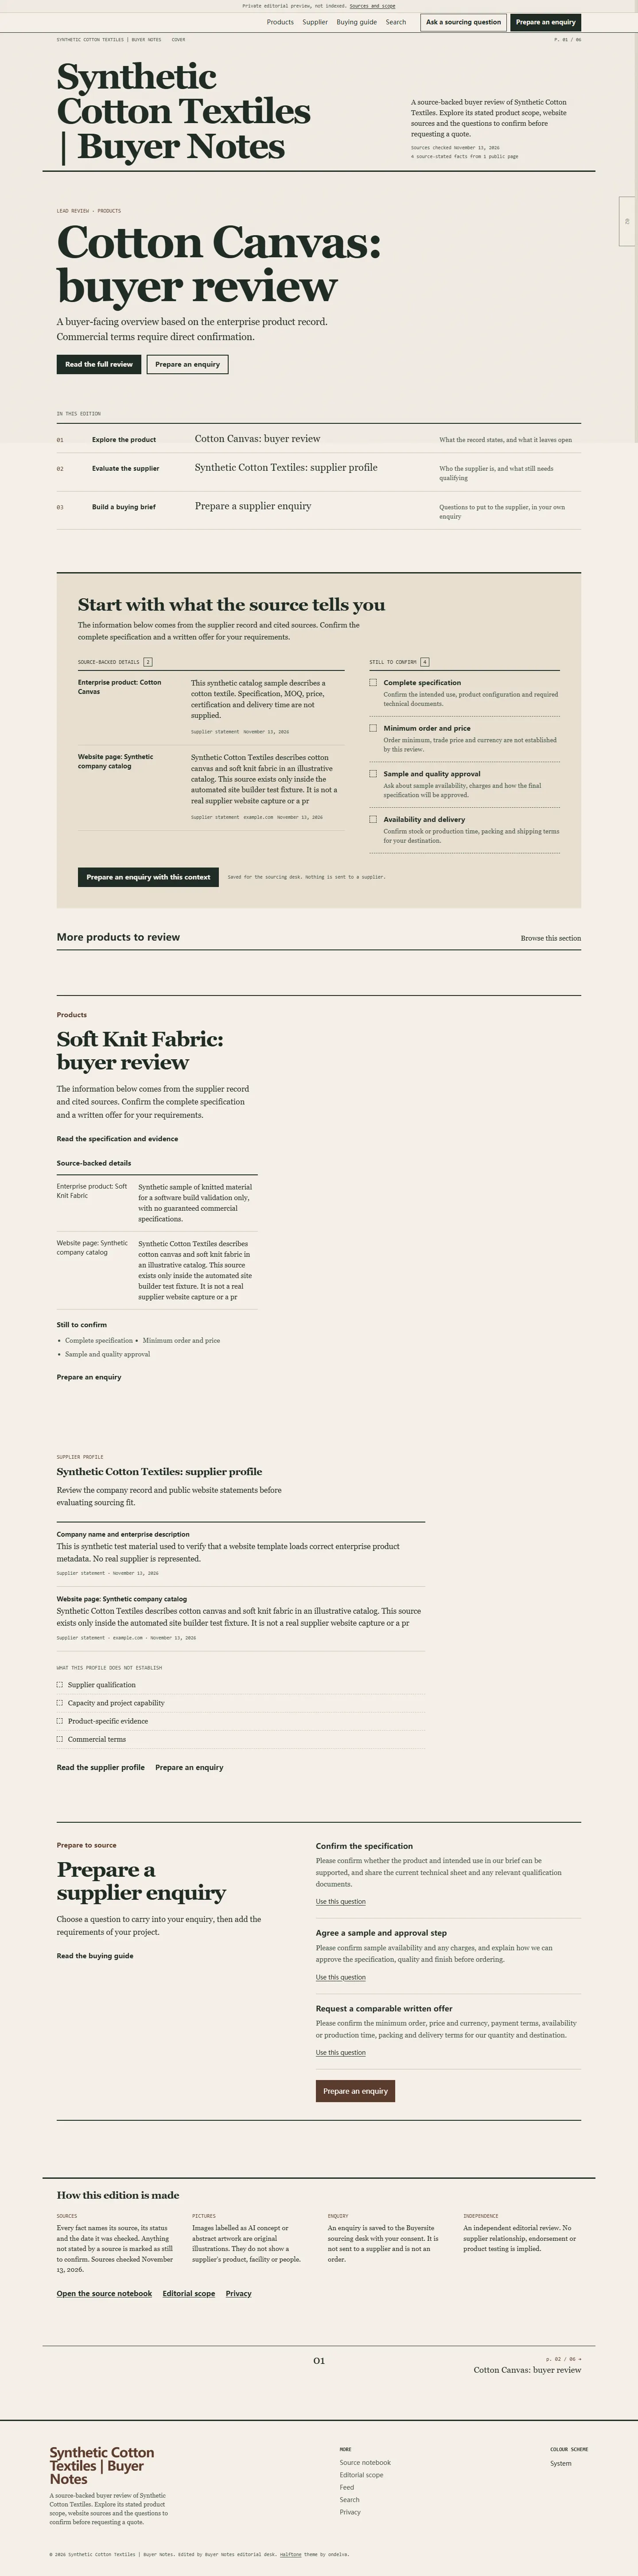 Private editorial preview, not indexed. Sources and scope
Products Supplier Buying guide Search Ask a sourcing question Prepare an enquiry
SYNTHETIC COTTON TEXTILES | BUYER NOTES COVER P. 01 / 06
Synthetic
Cotton Textiles
| Buyer Notes
A source-backed buyer review of Synthetic Cotton
Textiles. Explore its stated product scope, website
sources and the questions to confirm before
requesting a quote.
Sources checked November 13, 2026
4 source-stated facts from 1 public page
LEAD REVIEW · PRODUCTS
Cotton Canvas:
buyer review
A buyer-facing overview based on the enterprise product record.
Commercial terms require direct confirmation.
Read the full review Prepare an enquiry
IN THIS EDITION
01 Explore the product Cotton Canvas: buyer review What the record states, and what it leaves open
02 Evaluate the supplier Synthetic Cotton Textiles: supplier profile Who the supplier is, and what still needs
qualifying
03 Build a buying brief Prepare a supplier enquiry Questions to put to the supplier, in your own
enquiry
Start with what the source tells you
The information below comes from the supplier record and cited sources. Confirm the
complete specification and a written offer for your requirements.
SOURCE-BACKED DETAILS 2
Enterprise product: Cotton
Canvas
This synthetic catalog sample describes a
cotton textile. Specification, MOQ, price,
certification and delivery time are not
supplied.
Supplier statement November 13, 2026
Website page: Synthetic
company catalog
Synthetic Cotton Textiles describes cotton
canvas and soft knit fabric in an illustrative
catalog. This source exists only inside the
automated site builder test fixture. It is not a
real supplier website capture or a pr
Supplier statement example.com November 13, 2026
STILL TO CONFIRM 4
Complete specification
Confirm the intended use, product configuration and required
technical documents.
Minimum order and price
Order minimum, trade price and currency are not established
by this review.
Sample and quality approval
Ask about sample availability, charges and how the final
specification will be approved.
Availability and delivery
Confirm stock or production time, packing and shipping terms
for your destination.
Prepare an enquiry with this context Saved for the sourcing desk. Nothing is sent to a supplier.
More products to review Browse this section
Products
Soft Knit Fabric:
buyer review
The information below comes from the supplier record
and cited sources. Confirm the complete specification
and a written offer for your requirements.
Read the specification and evidence
Source-backed details
Enterprise product: Soft
Knit Fabric
Synthetic sample of knitted material
for a software build validation only,
with no guaranteed commercial
specifications.
Website page: Synthetic
company catalog
Synthetic Cotton Textiles describes
cotton canvas and soft knit fabric in
an illustrative catalog. This source
exists only inside the automated site
builder test fixture. It is not a real
supplier website capture or a pr
Still to confirm
• Complete specification • Minimum order and price
• Sample and quality approval
Prepare an enquiry
SUPPLIER PROFILE
Synthetic Cotton Textiles: supplier profile
Review the company record and public website statements before
evaluating sourcing fit.
Company name and enterprise description
This is synthetic test material used to verify that a website template loads correct enterprise product
metadata. No real supplier is represented.
Supplier statement · November 13, 2026
Website page: Synthetic company catalog
Synthetic Cotton Textiles describes cotton canvas and soft knit fabric in an illustrative catalog. This source
exists only inside the automated site builder test fixture. It is not a real supplier website capture or a pr
Supplier statement · example.com · November 13, 2026
WHAT THIS PROFILE DOES NOT ESTABLISH
Supplier qualification
Capacity and project capability
Product-specific evidence
Commercial terms
Read the supplier profile Prepare an enquiry
Prepare to source
Prepare a
supplier enquiry
Choose a question to carry into your enquiry, then add the
requirements of your project.
Read the buying guide
Confirm the specification
Please confirm whether the product and intended use in our brief can be
supported, and share the current technical sheet and any relevant qualification
documents.
Use this question
Agree a sample and approval step
Please confirm sample availability and any charges, and explain how we can
approve the specification, quality and finish before ordering.
Use this question
Request a comparable written offer
Please confirm the minimum order, price and currency, payment terms, availability
or production time, packing and delivery terms for our quantity and destination.
Use this question
Prepare an enquiry
How this edition is made
SOURCES
Every fact names its source, its status
and the date it was checked. Anything
not stated by a source is marked as still
to confirm. Sources checked November
13, 2026.
PICTURES
Images labelled as AI concept or
abstract artwork are original
illustrations. They do not show a
supplier's product, facility or people.
ENQUIRY
An enquiry is saved to the Buyersite
sourcing desk with your consent. It is
not sent to a supplier and is not an
order.
INDEPENDENCE
An independent editorial review. No
supplier relationship, endorsement or
product testing is implied.
Open the source notebook Editorial scope Privacy
01
p. 02 / 06 →
Cotton Canvas: buyer review
Synthetic Cotton
Textiles | Buyer
Notes
A source-backed buyer review of Synthetic
Cotton Textiles. Explore its stated product
scope, website sources and the questions to
confirm before requesting a quote.
MORE
Source notebook
Editorial scope
Feed
Search
Privacy
COLOUR SCHEME
System
© 2026 Synthetic Cotton Textiles | Buyer Notes. Edited by Buyer Notes editorial desk. Halftone theme by ondelva.